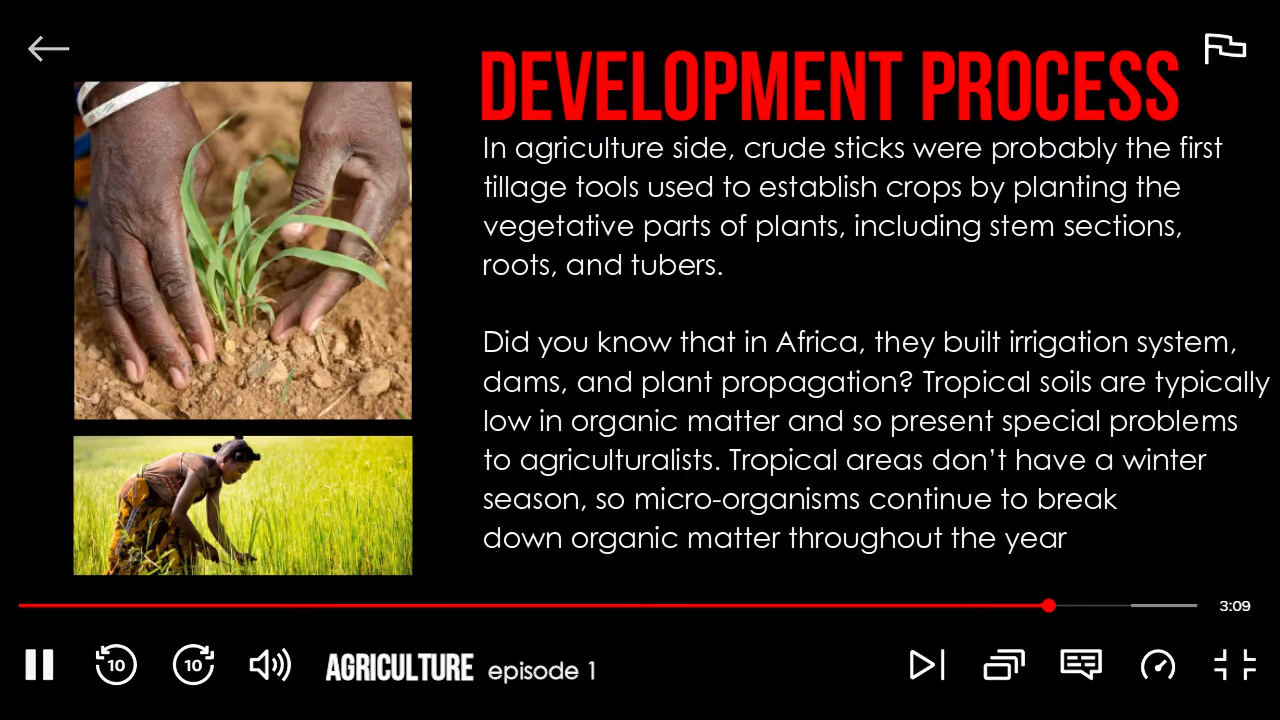 DEVELOPMENT PROCESS
In agriculture side, crude sticks were probably the first
tillage tools used to establish crops by planting the
vegetative parts of plants, including stem sections,
roots, and tubers.
Did you know that in Africa, they built irrigation system,
dams, and plant propagation? Tropical soils are typically
low in organic matter and so present special problems
to agriculturalists. Tropical areas don't have a winter
season, so micro-organisms continue to break
down organic matter throughout the year
3:09
10
10
AGRICULTURE episode 1